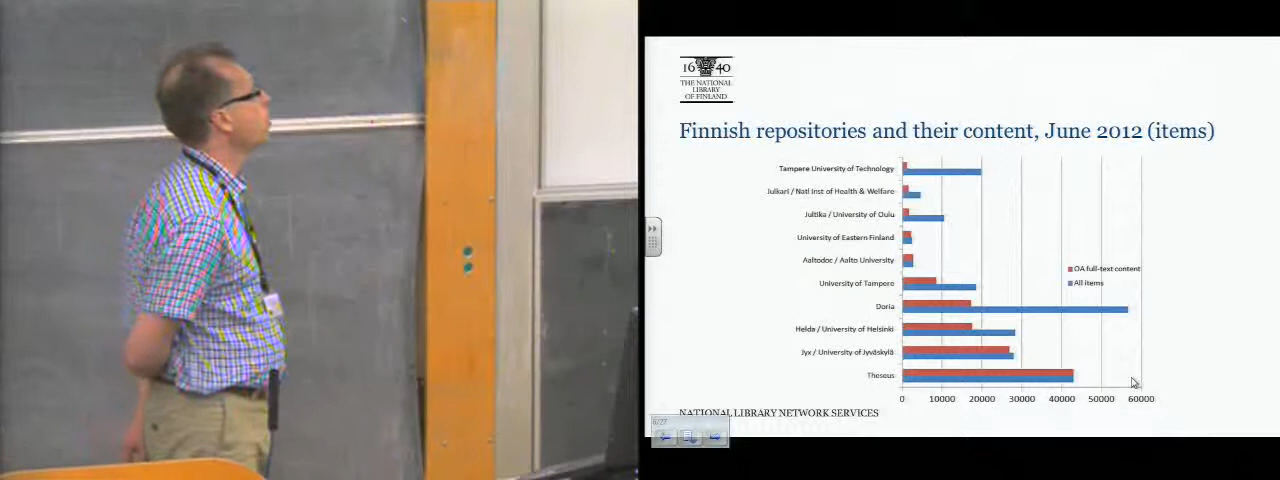 16 40
THE NATIONAL
LIBRARY
OF FINLAND
Finnish repositories and their content, June 2012 (items)
Tampere University of Technology
Julkari / Natl Inst of Health & Welfare
Jultika / University of Oulu
University of Eastern Finland
Aaltodoc / Aalto University
University of Tampere
Doria
Helda / University of Helsinki
Jyx / University of Jyväskylä
Theseus
OA full-text content
All items
0 10000 20000 30000 40000 50000 60000
NATIONAL LIBRARY NETWORK SERVICES
6/27